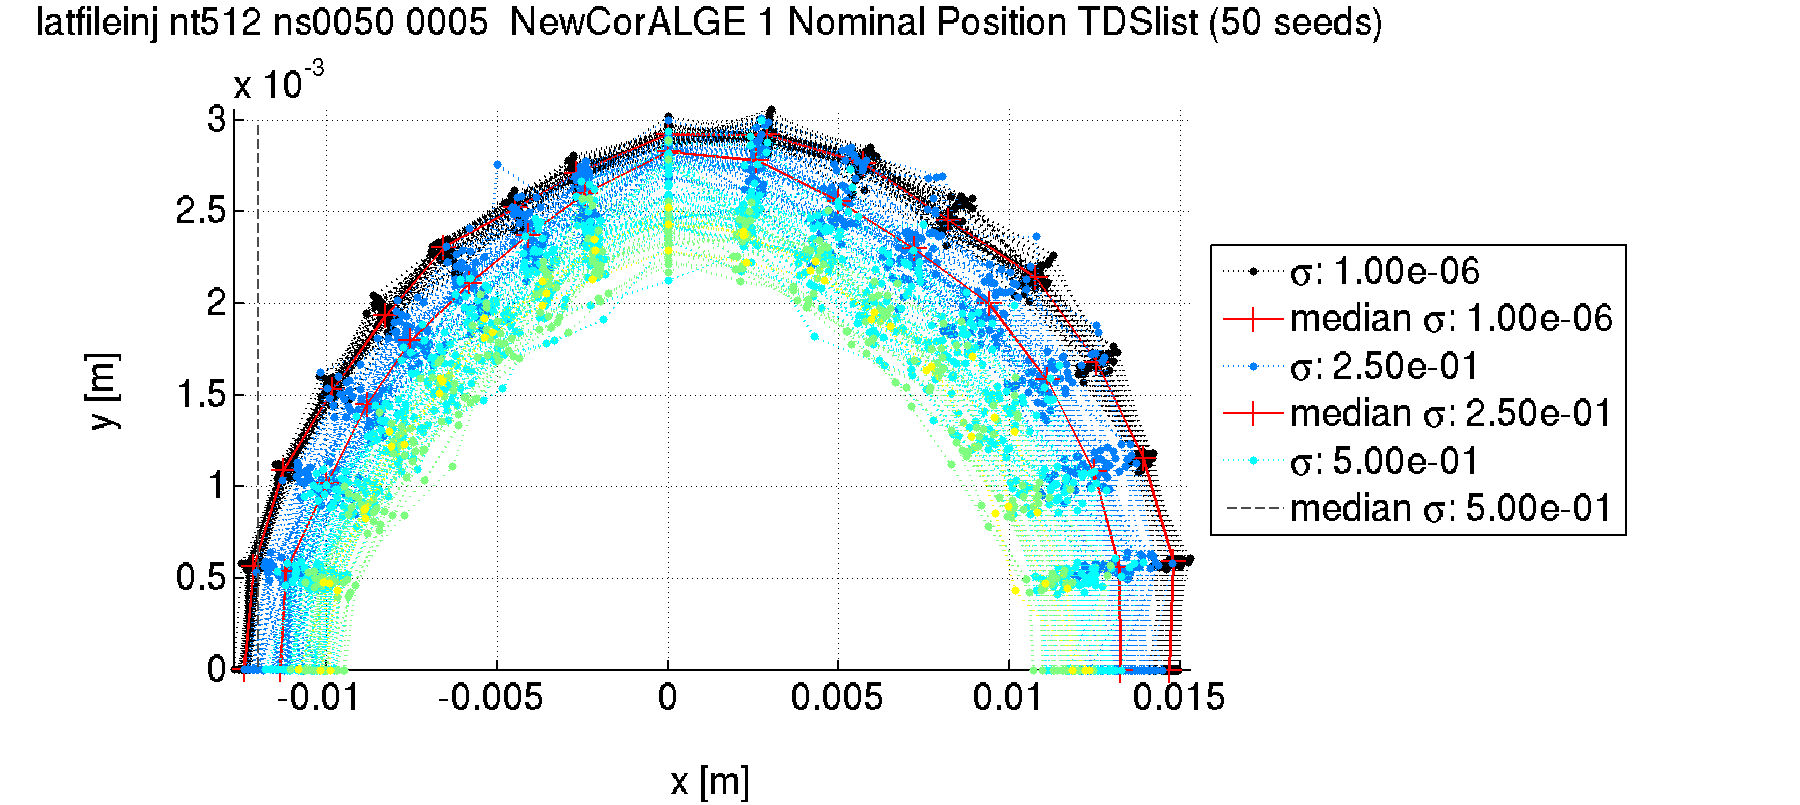 latfileinj nt512 ns0050 0005  NewCorALGE 1 Nominal Position TDSlist (50 seeds)
x 10-3
3
2.5
2
1.5
1
0.5
0
y [m]
-0.01 -0.005 0 0.005 0.01 0.015
x [m]
σ: 1.00e-06
median σ: 1.00e-06
σ: 2.50e-01
median σ: 2.50e-01
σ: 5.00e-01
median σ: 5.00e-01